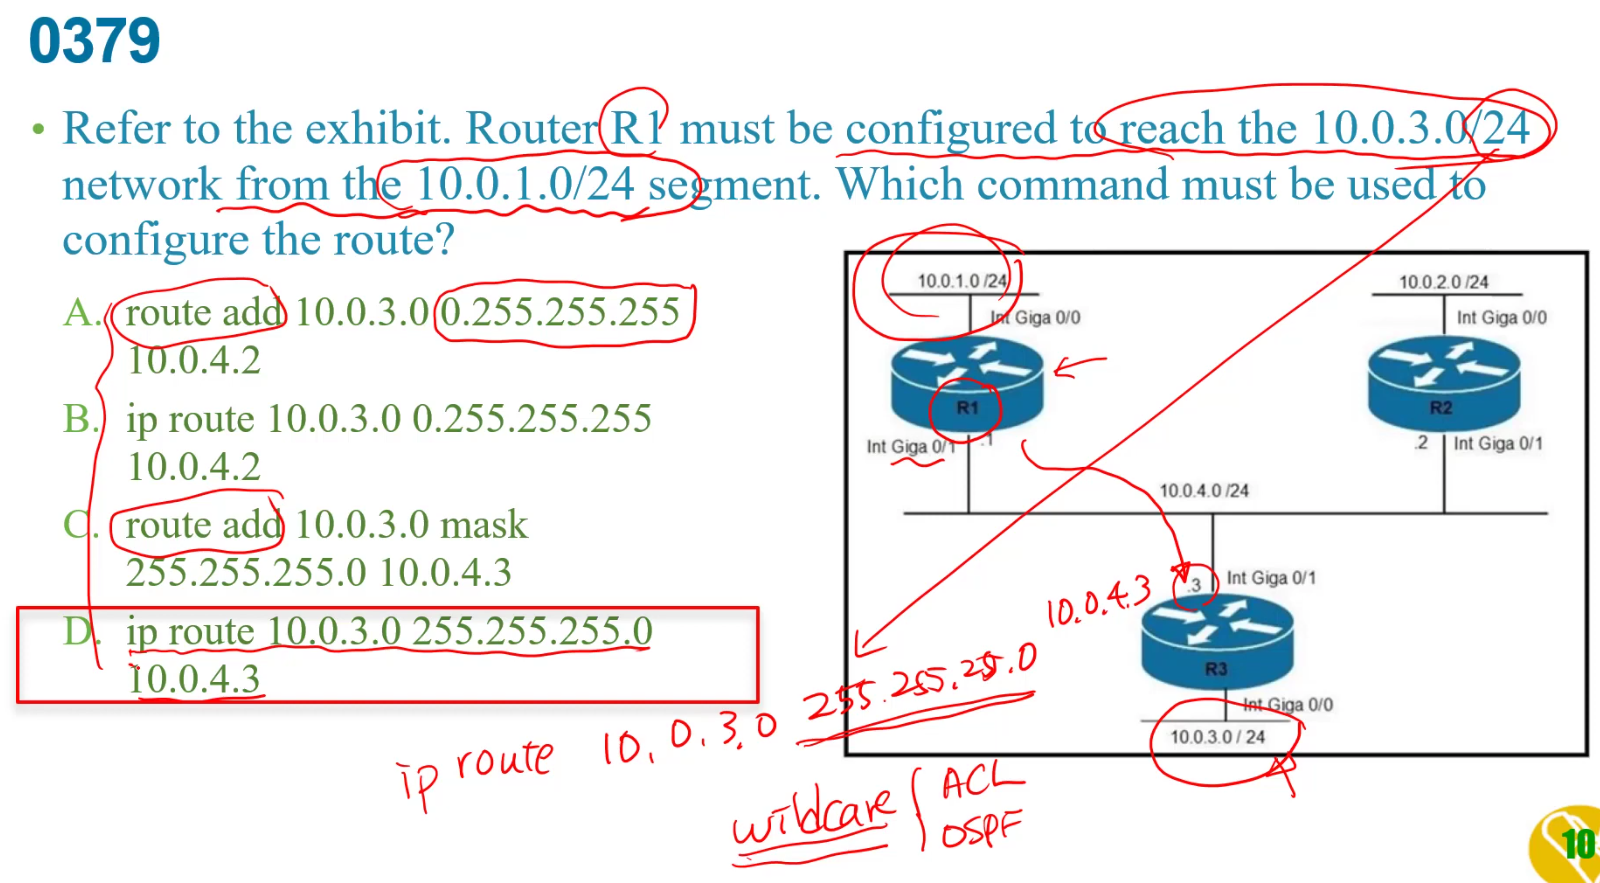 0379
• Refer to the exhibit. Router R1 must be configured to reach the 10.0.3.0/24
network from the 10.0.1.0/24 segment. Which command must be used to
configure the route?
A. route add 10.0.3.0 0.255.255.255
10.0.4.2
B. ip route 10.0.3.0 0.255.255.255
10.0.4.2
C. route add 10.0.3.0 mask
255.255.255.0 10.0.4.3
D. ip route 10.0.3.0 255.255.255.0
10.0.4.3
10.0.1.0 /24
Int Giga 0/0
R1
Int Giga 0/1
.1
10.0.2.0 /24
Int Giga 0/0
R2
.2
Int Giga 0/1
10.0.4.0 /24
10.0.4.3
.3
Int Giga 0/1
R3
Int Giga 0/0
10.0.3.0 / 24
ip route 10.0.3.0 255.255.25.0
wildcare
ACL
OSPF
10